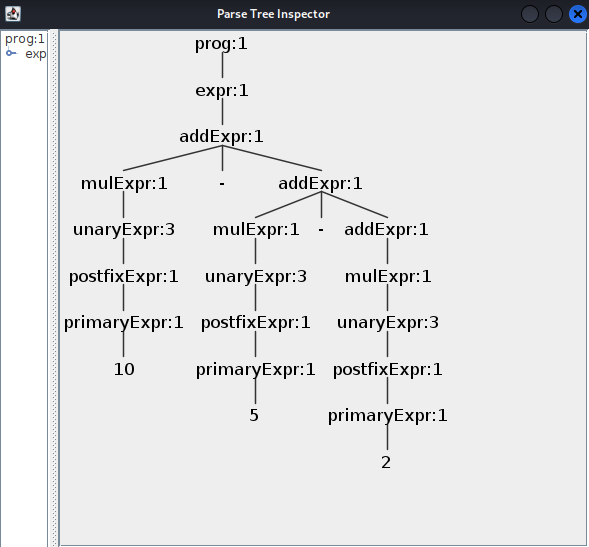 Parse Tree Inspector
prog:1
exp
prog:1
expr:1
addExpr:1
mulExpr:1 - addExpr:1
unaryExpr:3 mulExpr:1 - addExpr:1
postfixExpr:1 unaryExpr:3 mulExpr:1
primaryExpr:1 postfixExpr:1 unaryExpr:3
10 primaryExpr:1 postfixExpr:1
5 primaryExpr:1
2